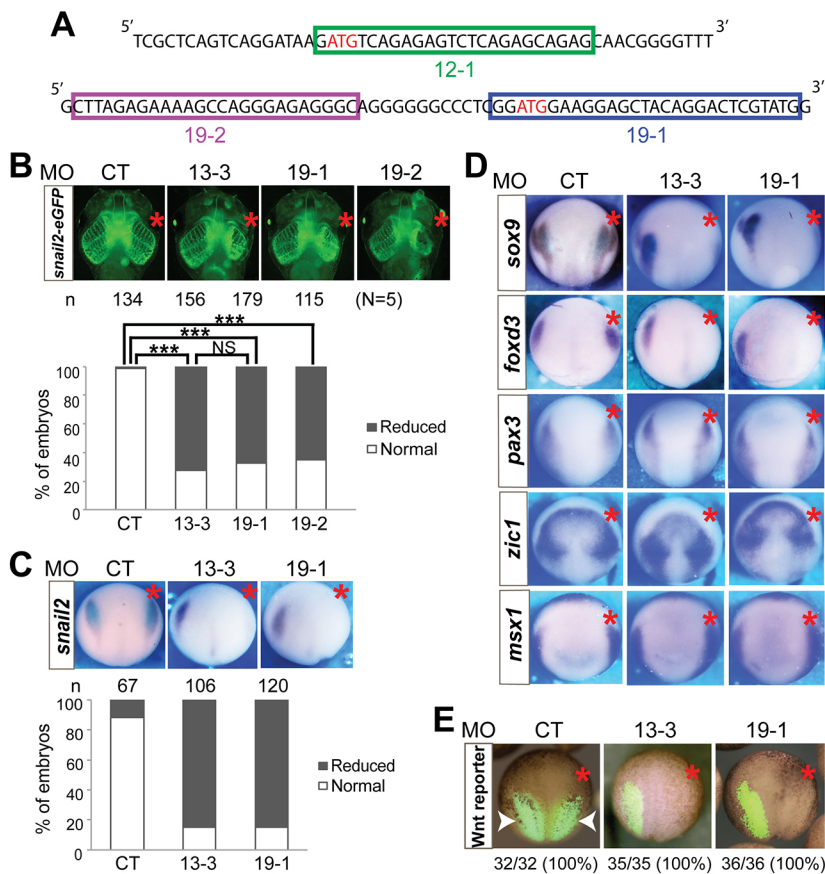 A
5′ 3′
TCGCTCAGTCAGGATAAGATGTCAGAGAGTCTCAGAGCAGAGCAACGGGGTTT
12-1
5′ 3′
GCTTAGAGAAAAGCCAGGGAGAGGGCAGGGGGGCCCTCGGATGGAAGGAGCTACAGGACTCGTATGG
19-2 19-1
B
MO CT 13-3 19-1 19-2
snail2-eGFP
* * * *
n 134 156 179 115 (N=5)
***
***
*** NS
% of embryos
100
80
60
40
20
0
CT 13-3 19-1 19-2
Reduced
Normal
C
MO CT 13-3 19-1
snail2
* * *
n 67 106 120
% of embryos
100
80
60
40
20
0
CT 13-3 19-1
Reduced
Normal
D
MO CT 13-3 19-1
sox9
* * *
foxd3
* * *
pax3
* * *
zic1
* * *
msx1
* * *
E
MO CT 13-3 19-1
Wnt reporter
* * *
32/32 (100%) 35/35 (100%) 36/36 (100%)